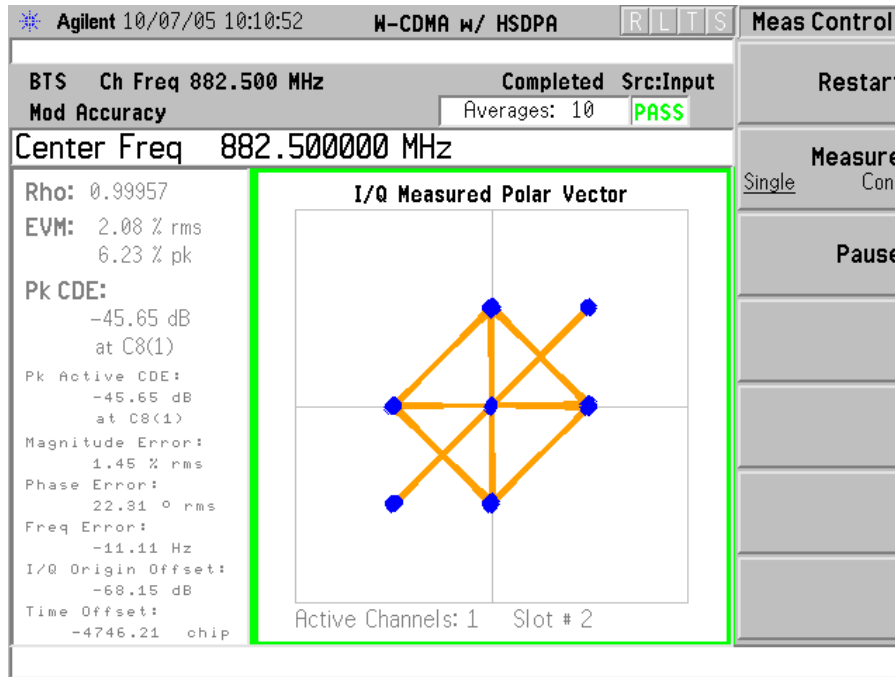 Agilent 10/07/05 10:10:52 W-CDMA w/ HSDPA R L T S Meas Control
BTS Ch Freq 882.500 MHz Completed Src:Input
Mod Accuracy Averages: 10 PASS
Center Freq 882.500000 MHz
Rho: 0.99957
EVM: 2.08 % rms
6.23 % pk
Pk CDE:
-45.65 dB
at C8(1)
Pk Active CDE:
-45.65 dB
at C8(1)
Magnitude Error:
1.45 % rms
Phase Error:
22.31 º rms
Freq Error:
-11.11 Hz
I/Q Origin Offset:
-68.15 dB
Time Offset:
-4746.21 chip
I/Q Measured Polar Vector
Active Channels: 1 Slot # 2
Restar
Measure
Single Con
Pause